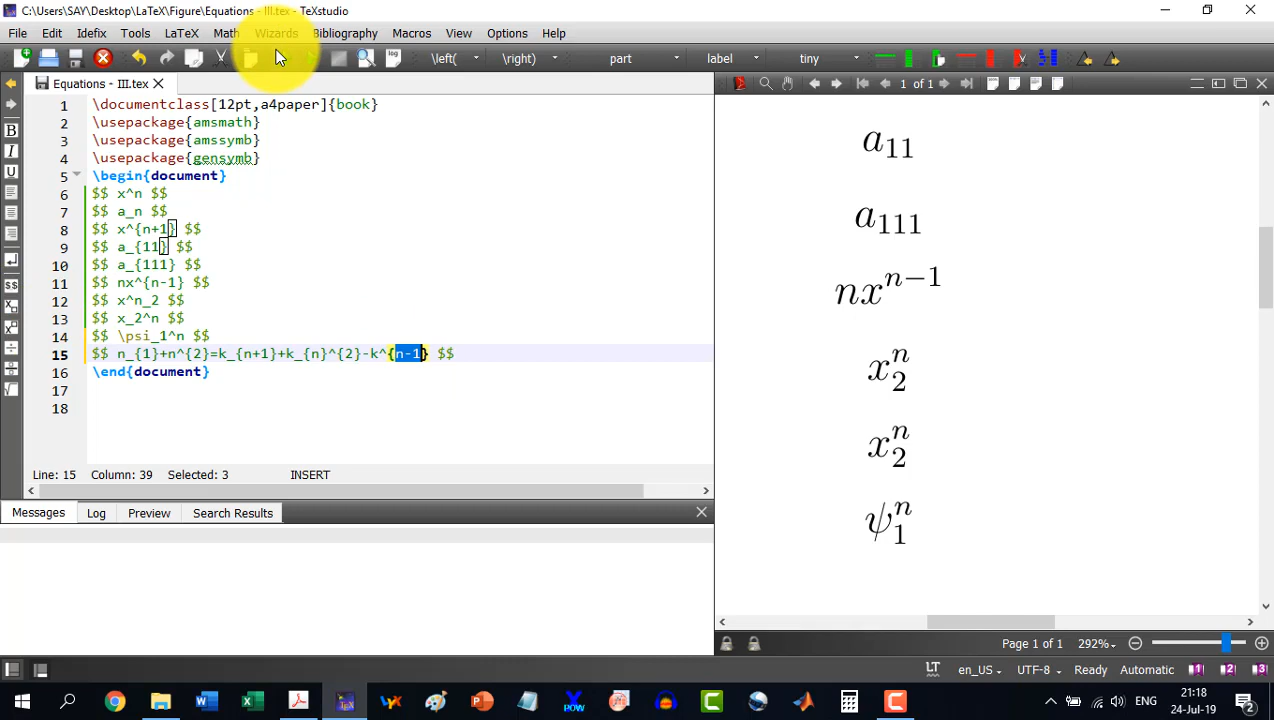 C:\Users\SAY\Desktop\LaTeX\Figure\Equations - III.tex - TeXstudio
File Edit Idefix Tools LaTeX Math Wizards Bibliography Macros View Options Help
\left( \right) part label tiny
Equations - III.tex
1 of 1
1 \documentclass[12pt,a4paper]{book}
2 \usepackage{amsmath}
3 \usepackage{amssymb}
4 \usepackage{gensymb}
5 \begin{document}
6 $$ x^n $$
7 $$ a_n $$
8 $$ x^{n+1} $$
9 $$ a_{11} $$
10 $$ a_{111} $$
11 $$ nx^{n-1} $$
12 $$ x^n_2 $$
13 $$ x_2^n $$
14 $$ \psi_1^n $$
15 $$ n_{1}+n^{2}=k_{n+1}+k_{n}^{2}-k^{n-1} $$
16 \end{document}
17
18
a₁₁
a₁₁₁
nxⁿ⁻¹
x₂ⁿ
x₂ⁿ
ψ₁ⁿ
Line: 15 Column: 39 Selected: 3 INSERT
Messages Log Preview Search Results
Page 1 of 1 292%
LT en_US UTF-8 Ready Automatic 1 2 3
ENG 21:18
24-Jul-19 2